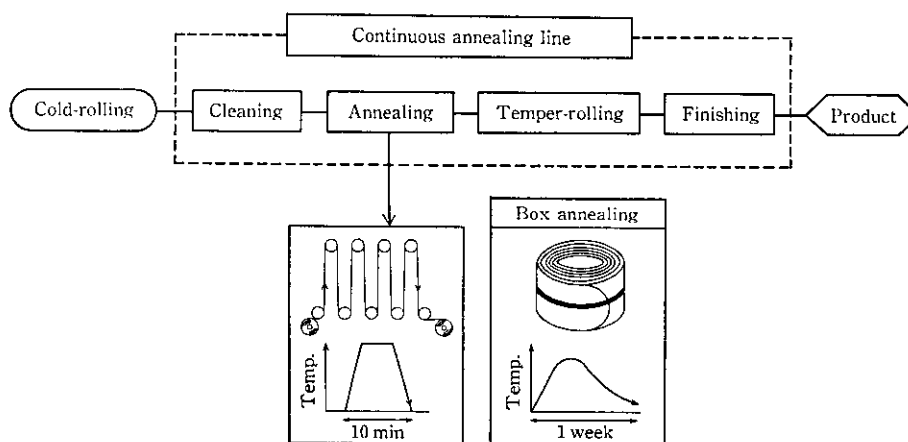 Continuous annealing line
Cold-rolling
Cleaning
Annealing
Temper-rolling
Finishing
Product
Temp.
10 min
Box annealing
Temp.
1 week